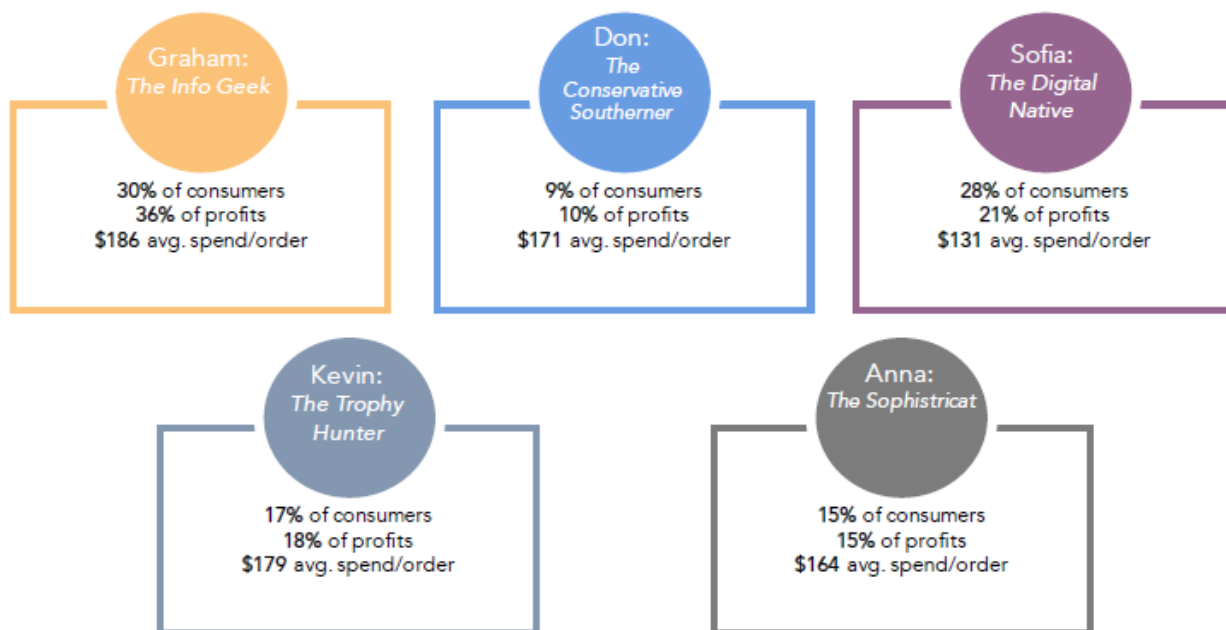 Graham:
The Info Geek
30% of consumers
36% of profits
$186 avg. spend/order
Don:
The
Conservative
Southerner
9% of consumers
10% of profits
$171 avg. spend/order
Sofia:
The Digital
Native
28% of consumers
21% of profits
$131 avg. spend/order
Kevin:
The Trophy
Hunter
17% of consumers
18% of profits
$179 avg. spend/order
Anna:
The Sophistricat
15% of consumers
15% of profits
$164 avg. spend/order